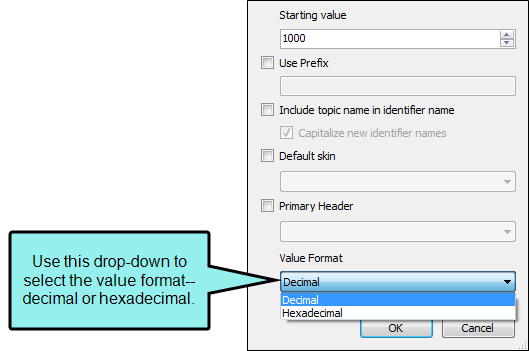 Starting value
1000
Use Prefix
Include topic name in identifier name
Capitalize new identifier names
Default skin
Primary Header
Use this drop-down to
select the value format--
decimal or hexadecimal.
Value Format
Decimal
Decimal
Hexadecimal
OK Cancel